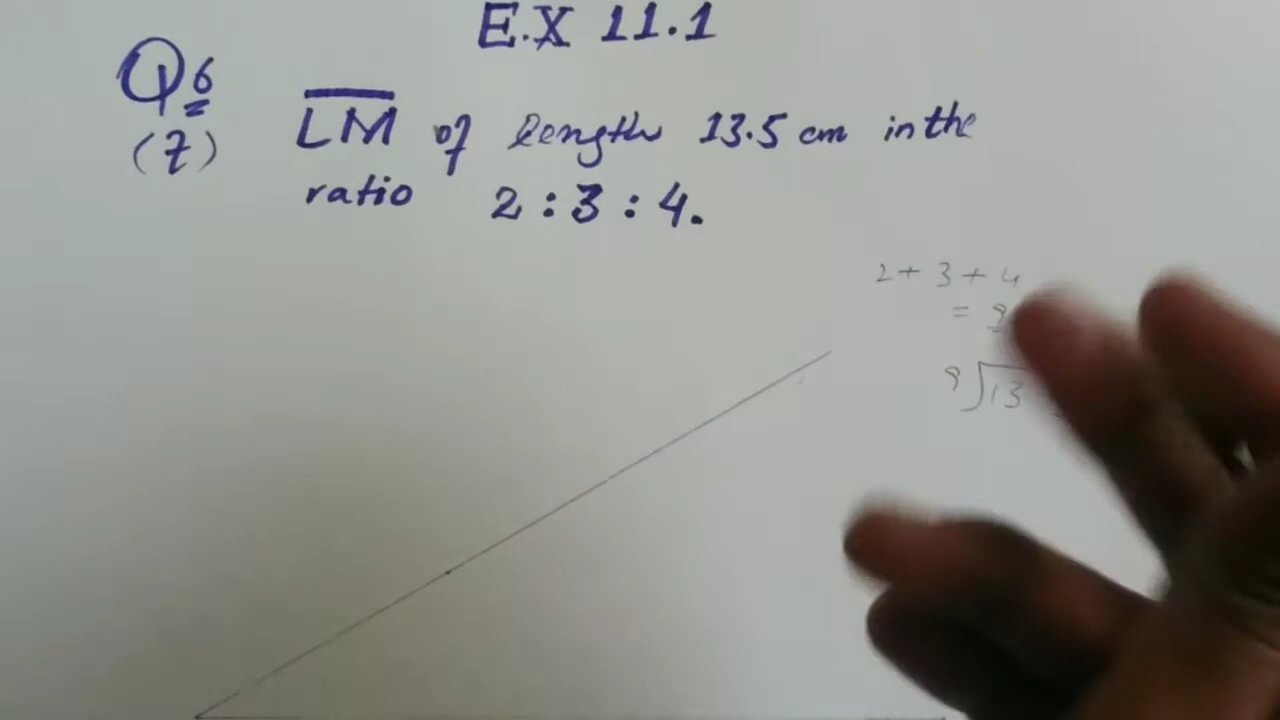 E.X 11.1
Q6
(7) LM of length 13.5 cm in the
ratio 2:3:4.
2+3+4
= 9
9 13